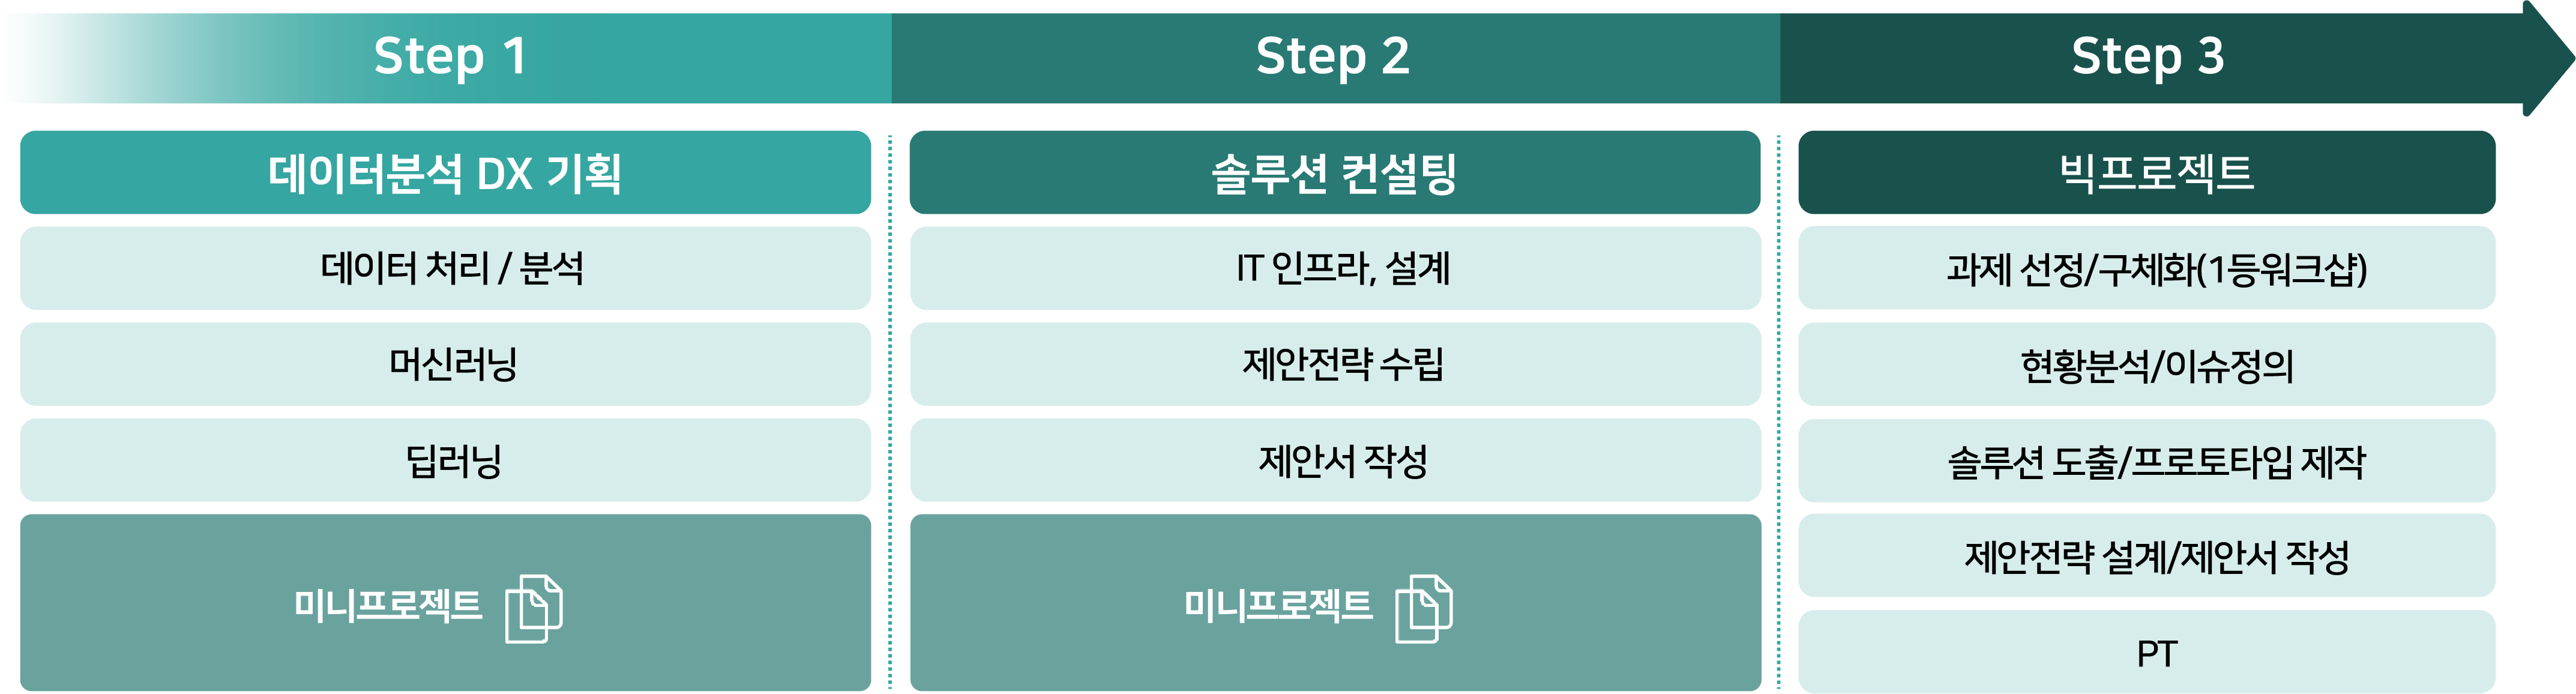 Step 1
Step 2
Step 3
데이터분석 DX 기획
데이터 처리 / 분석
머신러닝
딥러닝
미니프로젝트
솔루션 컨설팅
IT 인프라, 설계
제안전략 수립
제안서 작성
미니프로젝트
빅프로젝트
과제 선정/구체화(1등워크샵)
현황분석/이슈정의
솔루션 도출/프로토타입 제작
제안전략 설계/제안서 작성
PT